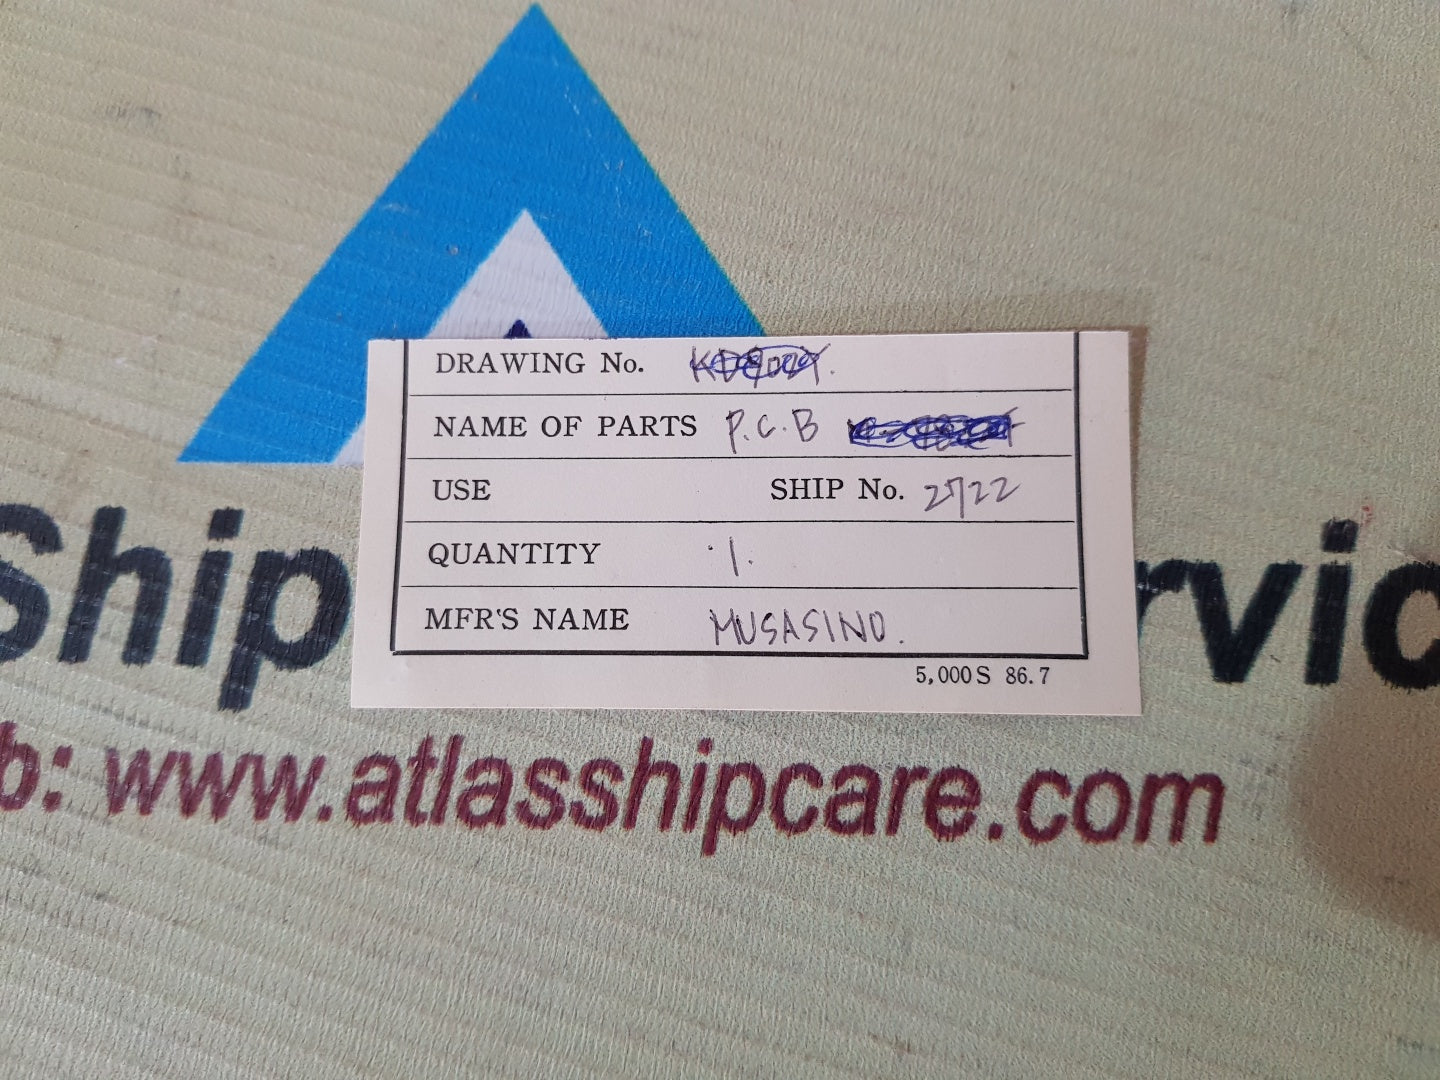 DRAWING No.
NAME OF PARTS P.C.B
USE SHIP No. 2722
QUANTITY 1.
MFR'S NAME MUSASINO.
5,000 S 86.7
Ship rvic
b: www.atlasshipcare.com